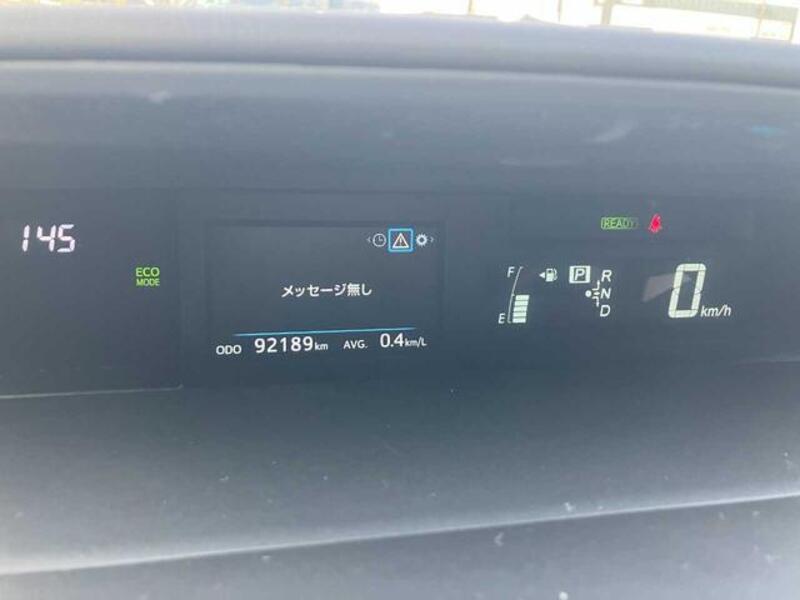 145
ECO
MODE
メッセージ無し
ODO 92189km AVG. 0.4km/L
READY
F
E
P
R
N
D
0 km/h